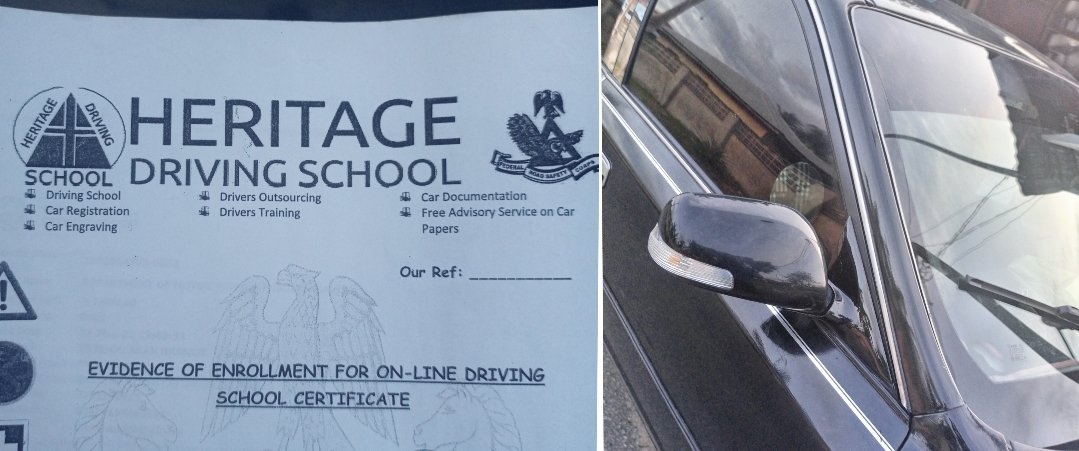 HERITAGE
DRIVING
SCHOOL
HERITAGE
DRIVING SCHOOL
Driving School
Car Registration
Car Engraving
Drivers Outsourcing
Drivers Training
Car Documentation
Free Advisory Service on Car
Papers
FEDERAL ROAD SAFETY CORPS
Our Ref: ___________
EVIDENCE OF ENROLLMENT FOR ON-LINE DRIVING
SCHOOL CERTIFICATE